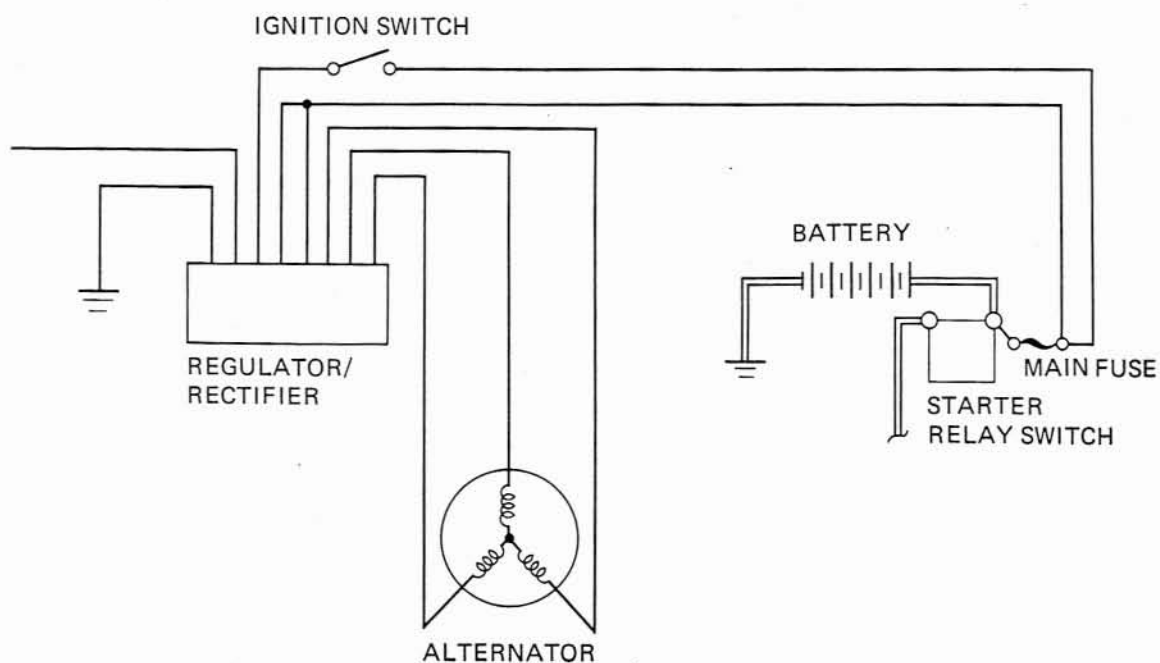 IGNITION SWITCH
BATTERY
REGULATOR/
RECTIFIER
MAIN FUSE
STARTER
RELAY SWITCH
ALTERNATOR